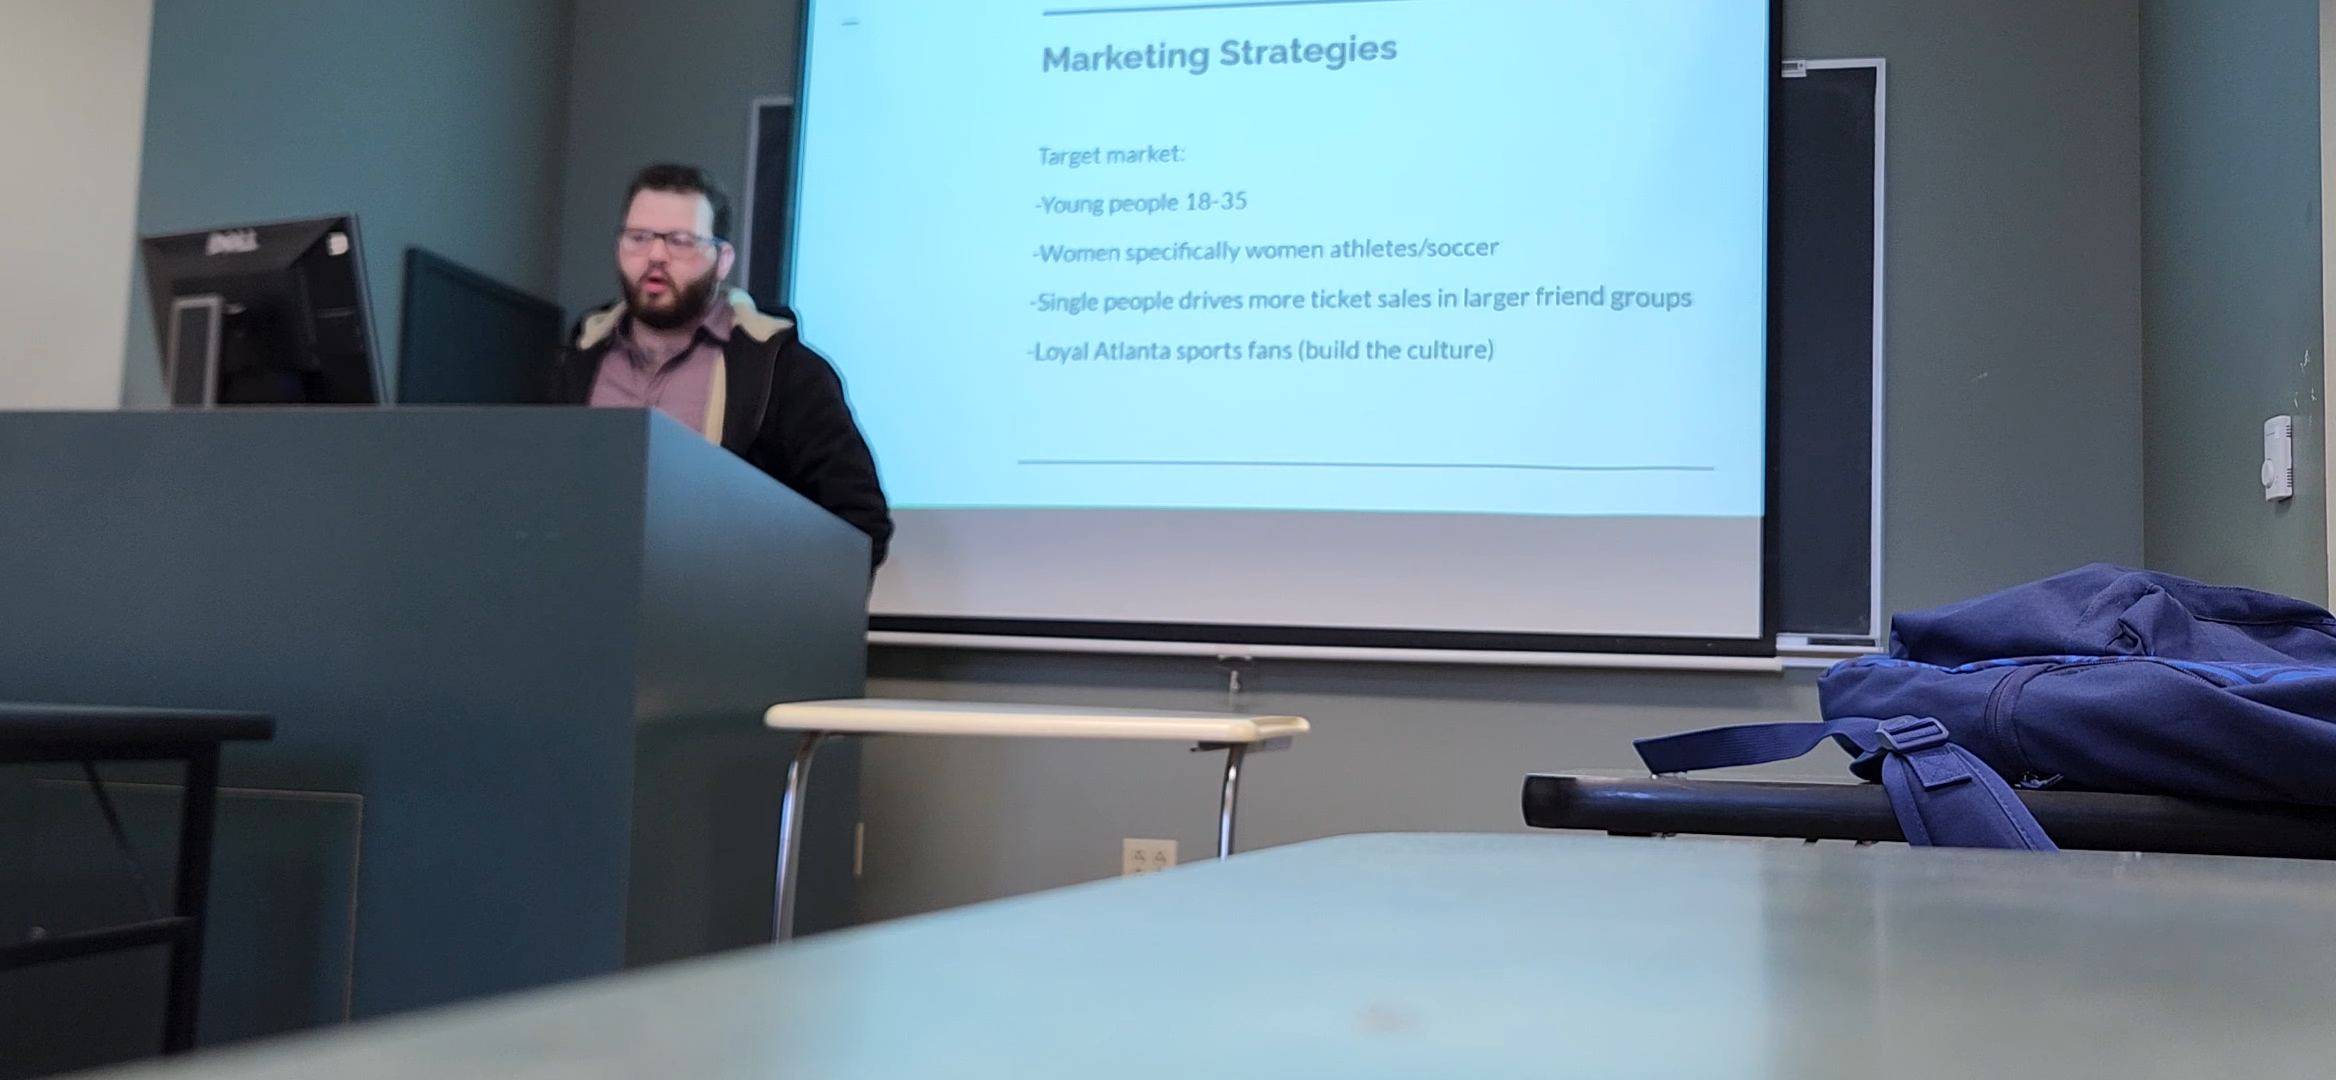 Marketing Strategies
Target market:
-Young people 18-35
-Women specifically women athletes/soccer
-Single people drives more ticket sales in larger friend groups
-Loyal Atlanta sports fans (build the culture)
DELL